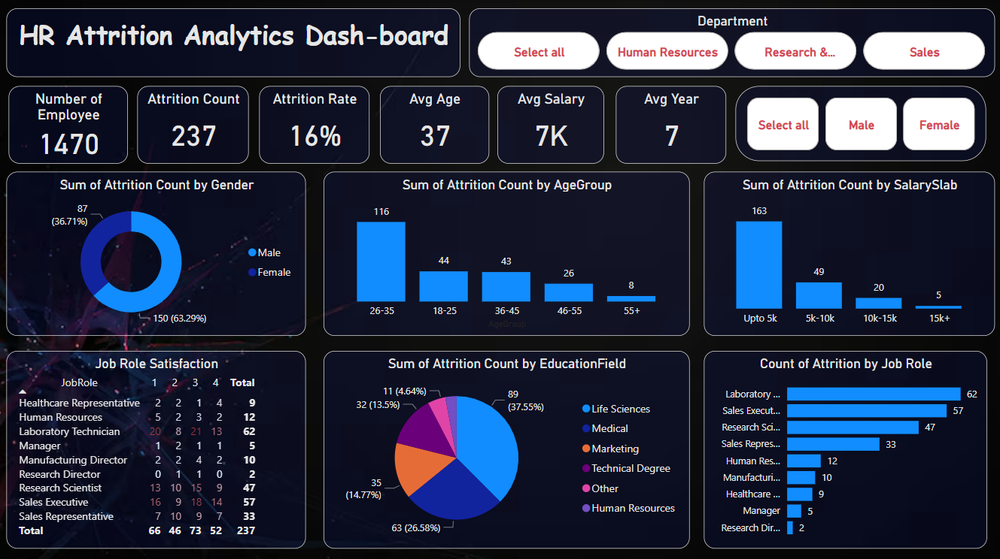 HR Attrition Analytics Dash-board
Department
Select all
Human Resources
Research &...
Sales
Number of
Employee
1470
Attrition Count
237
Attrition Rate
16%
Avg Age
37
Avg Salary
7K
Avg Year
7
Select all
Male
Female
Sum of Attrition Count by Gender
87
(36.71%)
150 (63.29%)
Male
Female
Sum of Attrition Count by AgeGroup
116
44
43
26
8
26-35
18-25
36-45
46-55
55+
AgeGroup
Sum of Attrition Count by SalarySlab
163
49
20
5
Upto 5k
5k-10k
10k-15k
15k+
Job Role Satisfaction
JobRole 1 2 3 4 Total
Healthcare Representative 2 2 1 4 9
Human Resources 5 2 3 2 12
Laboratory Technician 20 8 21 13 62
Manager 1 2 1 1 5
Manufacturing Director 2 2 4 2 10
Research Director 0 1 1 0 2
Research Scientist 13 10 15 9 47
Sales Executive 16 9 18 14 57
Sales Representative 7 10 9 7 33
Total 66 46 73 52 237
Sum of Attrition Count by EducationField
11 (4.64%)
32 (13.5%)
35
(14.77%)
63 (26.58%)
89
(37.55%)
Life Sciences
Medical
Marketing
Technical Degree
Other
Human Resources
Count of Attrition by Job Role
Laboratory ... 62
Sales Execut... 57
Research Sci... 47
Sales Repres... 33
Human Res... 12
Manufacturi... 10
Healthcare ... 9
Manager 5
Research Dir... 2